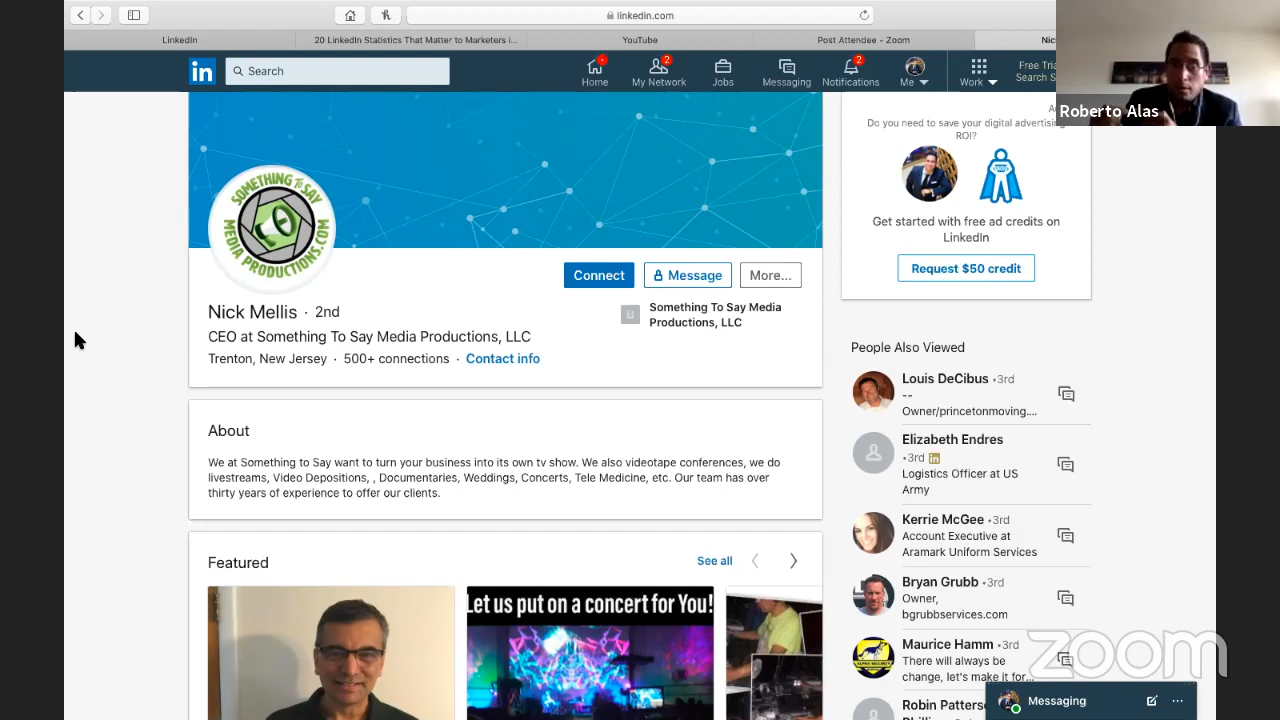 linkedin.com
LinkedIn
20 LinkedIn Statistics That Matter to Marketers i...
YouTube
Post Attendee - Zoom
Nic
in
Search
Home
My Network
2
Jobs
Messaging
Notifications
2
Me
Work
Free Tria
Search S
Roberto Alas
SOMETHING TO SAY
MEDIA PRODUCTIONS.COM
Connect
Message
More...
Nick Mellis · 2nd
CEO at Something To Say Media Productions, LLC
Trenton, New Jersey · 500+ connections · Contact info
Something To Say Media
Productions, LLC
About
We at Something to Say want to turn your business into its own tv show. We also videotape conferences, we do
livestreams, Video Depositions, , Documentaries, Weddings, Concerts, Tele Medicine, etc. Our team has over
thirty years of experience to offer our clients.
Featured
See all
Let us put on a concert for You!
Do you need to save your digital advertising
ROI?
Get started with free ad credits on
LinkedIn
Request $50 credit
People Also Viewed
Louis DeCibus •3rd
--
Owner/princetonmoving....
Elizabeth Endres
•3rd in
Logistics Officer at US
Army
Kerrie McGee •3rd
Account Executive at
Aramark Uniform Services
Bryan Grubb •3rd
Owner,
bgrubbservices.com
Maurice Hamm •3rd
There will always be
change, let's make it for...
Robin Patters
zoom
Messaging